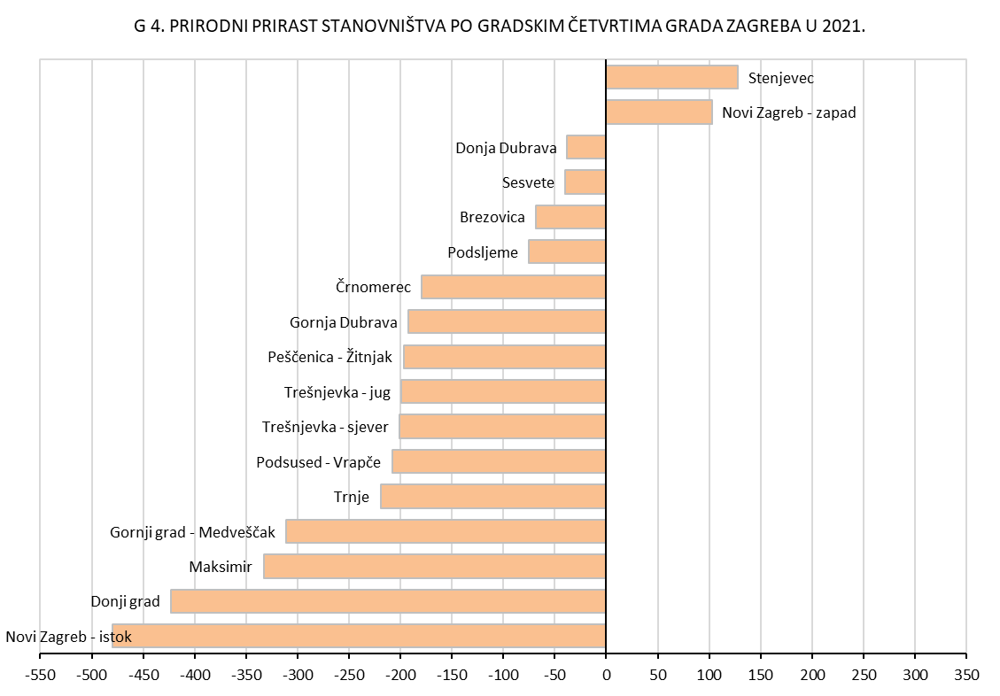 G 4. PRIRODNI PRIRAST STANOVNIŠTVA PO GRADSKIM ČETVRTIMA GRADA ZAGREBA U 2021.
Stenjevec
Novi Zagreb - zapad
Donja Dubrava
Sesvete
Brezovica
Podsljeme
Črnomerec
Gornja Dubrava
Peščenica - Žitnjak
Trešnjevka - jug
Trešnjevka - sjever
Podsused - Vrapče
Trnje
Gornji grad - Medveščak
Maksimir
Donji grad
Novi Zagreb - istok
-550 -500 -450 -400 -350 -300 -250 -200 -150 -100 -50 0 50 100 150 200 250 300 350